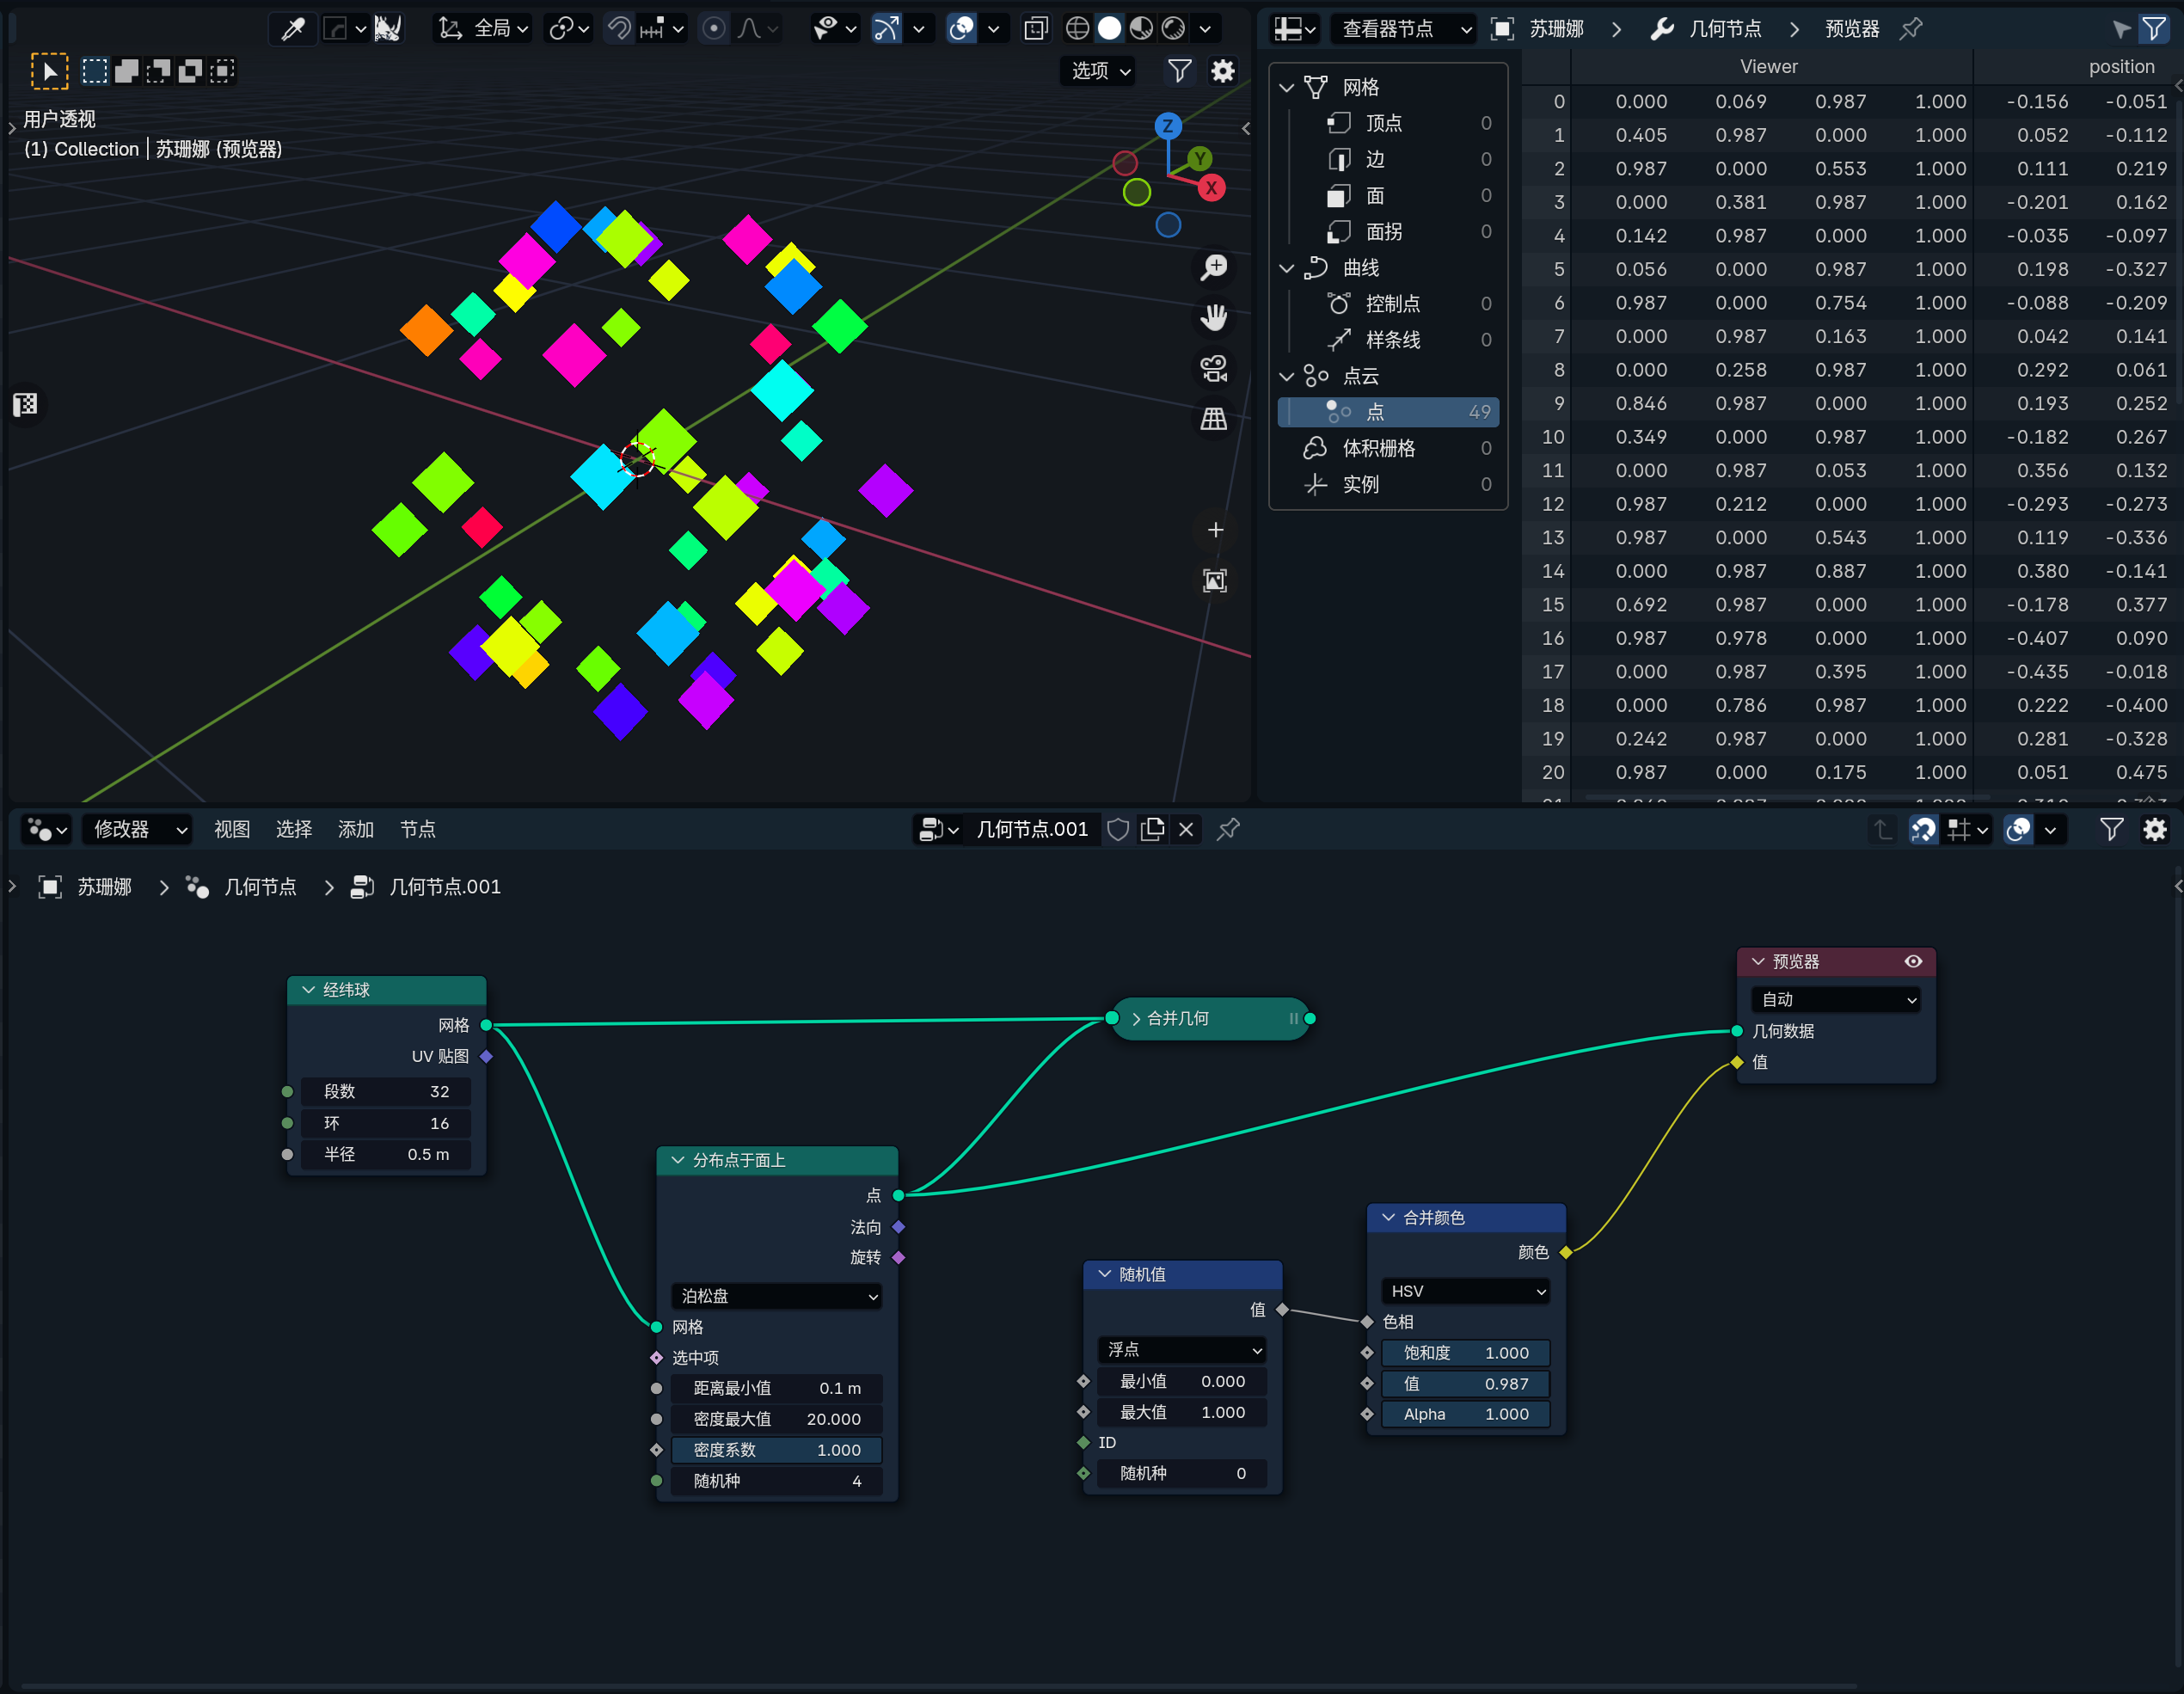 全局
选项
用户透视
(1) Collection | 苏珊娜 (预览器)
Z
Y
X
查看器节点
苏珊娜
几何节点
预览器
网格
顶点 0
边 0
面 0
面拐 0
曲线
控制点 0
样条线 0
点云
点 49
体积栅格 0
实例 0
Viewer position
0 0.000 0.069 0.987 1.000 -0.156 -0.051
1 0.405 0.987 0.000 1.000 0.052 -0.112
2 0.987 0.000 0.553 1.000 0.111 0.219
3 0.000 0.381 0.987 1.000 -0.201 0.162
4 0.142 0.987 0.000 1.000 -0.035 -0.097
5 0.056 0.000 0.987 1.000 0.198 -0.327
6 0.987 0.000 0.754 1.000 -0.088 -0.209
7 0.000 0.987 0.163 1.000 0.042 0.141
8 0.000 0.258 0.987 1.000 0.292 0.061
9 0.846 0.987 0.000 1.000 0.193 0.252
10 0.349 0.000 0.987 1.000 -0.182 0.267
11 0.000 0.987 0.053 1.000 0.356 0.132
12 0.987 0.212 0.000 1.000 -0.293 -0.273
13 0.987 0.000 0.543 1.000 0.119 -0.336
14 0.000 0.987 0.887 1.000 0.380 -0.141
15 0.692 0.987 0.000 1.000 -0.178 0.377
16 0.987 0.978 0.000 1.000 -0.407 0.090
17 0.000 0.987 0.395 1.000 -0.435 -0.018
18 0.000 0.786 0.987 1.000 0.222 -0.400
19 0.242 0.987 0.000 1.000 0.281 -0.328
20 0.987 0.000 0.175 1.000 0.051 0.475
修改器
视图
选择
添加
节点
几何节点.001
苏珊娜
几何节点
几何节点.001
经纬球
网格
UV 贴图
段数 32
环 16
半径 0.5 m
分布点于面上
点
法向
旋转
泊松盘
网格
选中项
距离最小值 0.1 m
密度最大值 20.000
密度系数 1.000
随机种 4
合并几何
随机值
值
浮点
最小值 0.000
最大值 1.000
ID
随机种 0
合并颜色
颜色
HSV
色相
饱和度 1.000
值 0.987
Alpha 1.000
预览器
自动
几何数据
值